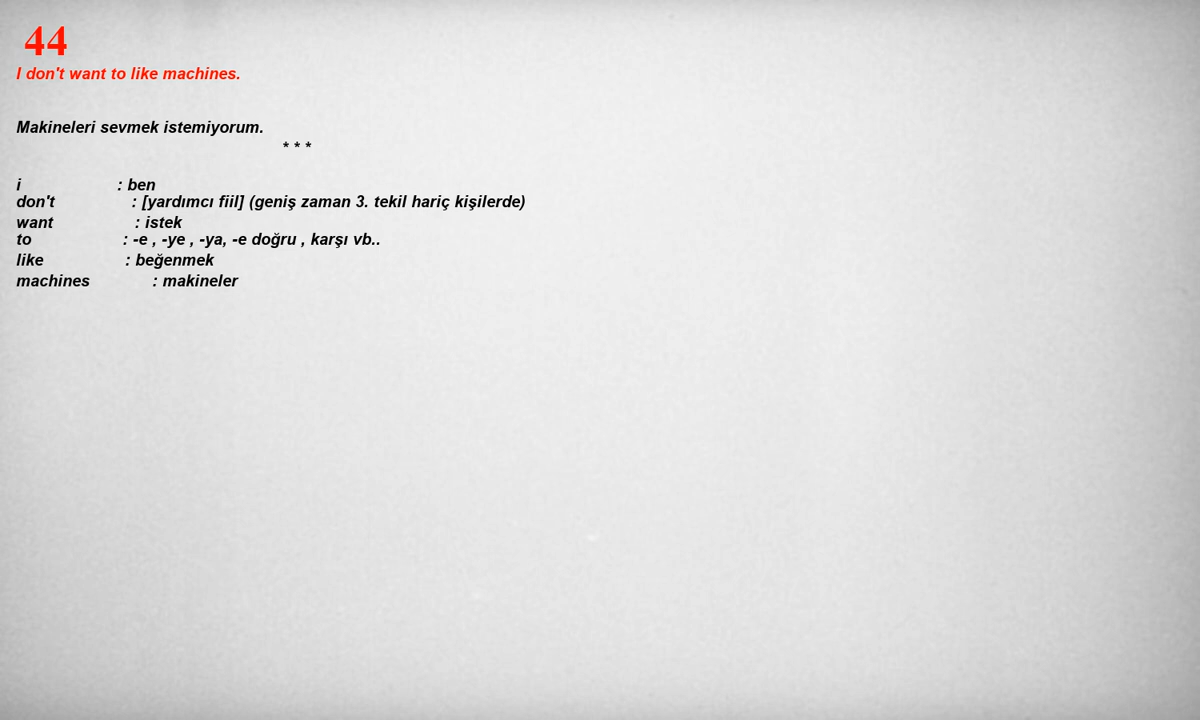 44
I don't want to like machines.
Makineleri sevmek istemiyorum.
* * *
i : ben
don't : [yardımcı fiil] (geniş zaman 3. tekil hariç kişilerde)
want : istek
to : -e , -ye , -ya, -e doğru , karşı vb..
like : beğenmek
machines : makineler